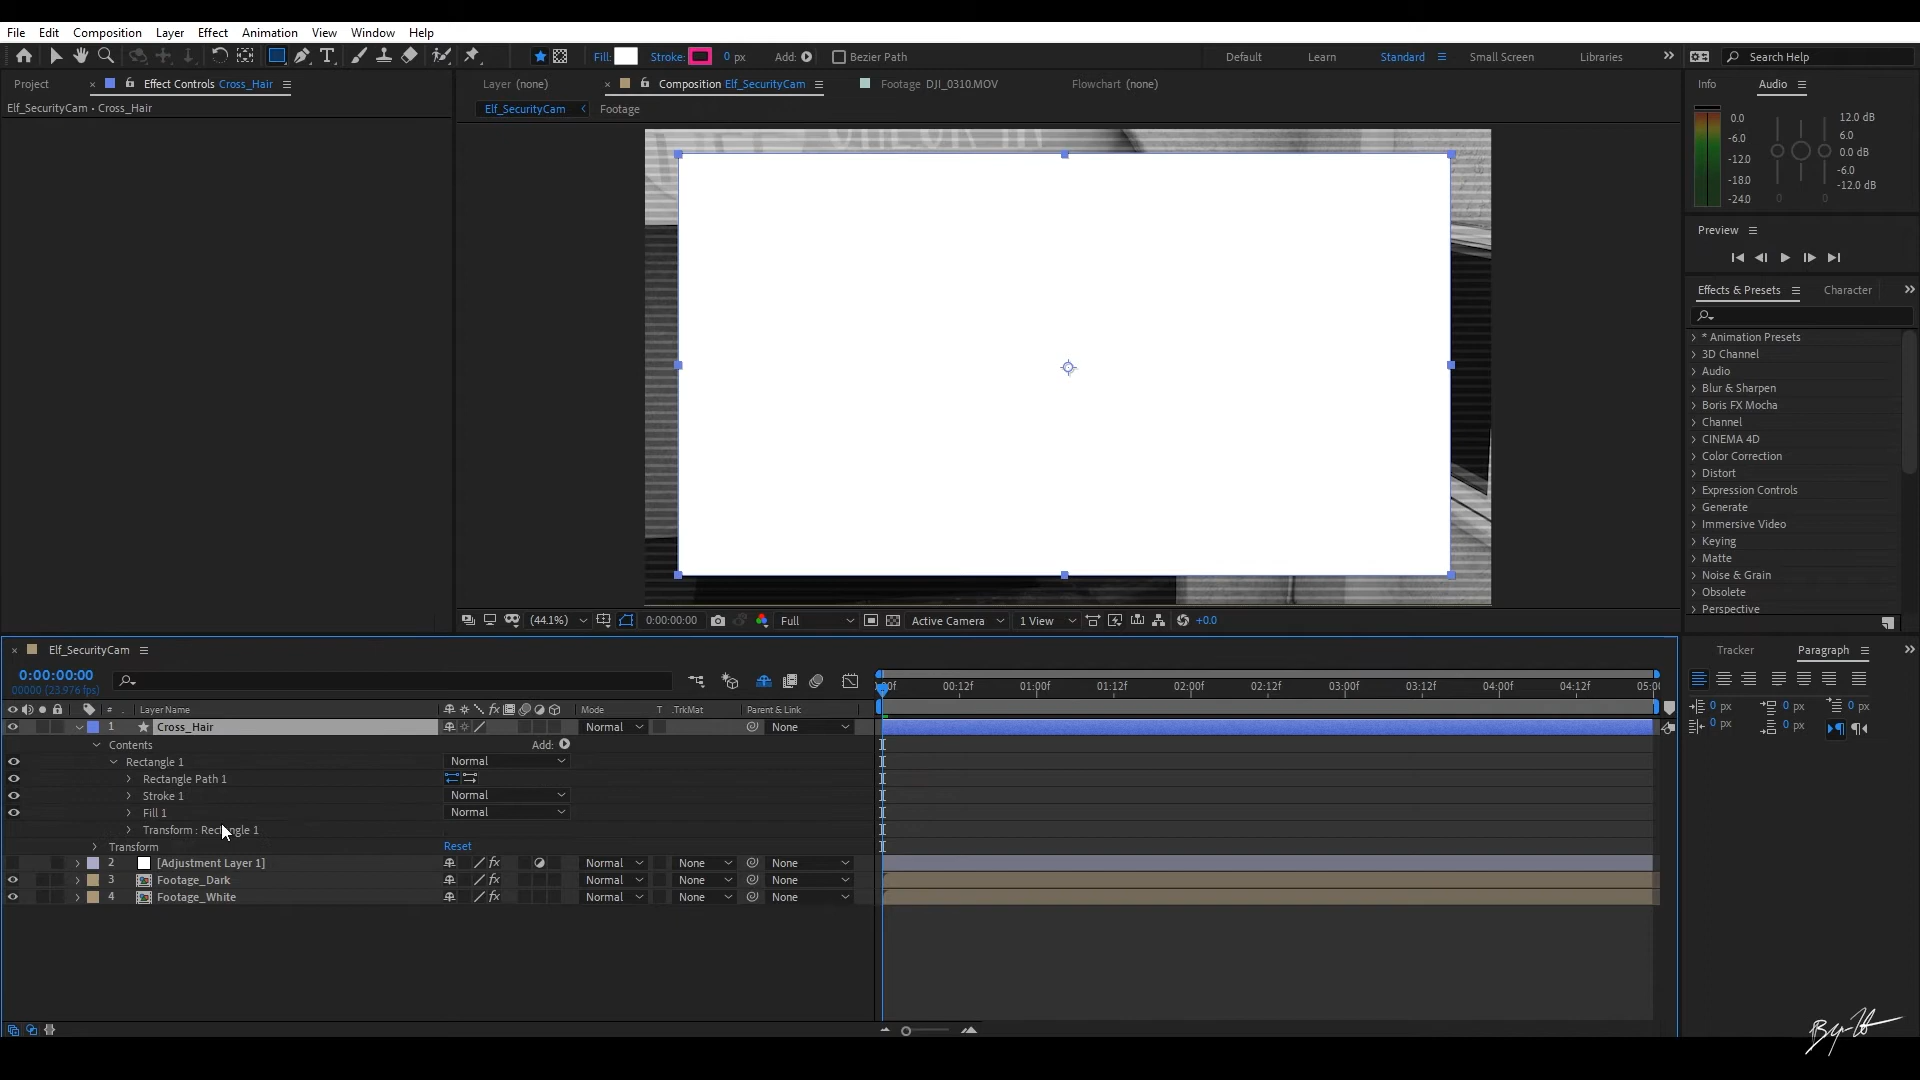 File Edit Composition Layer Effect Animation View Window Help
Fill: Stroke: 0 px Add: Bezier Path Default Learn Standard Small Screen Libraries Search Help
Project Effect Controls Cross_Hair Layer (none) Composition Elf_SecurityCam Footage DJI_0310.MOV Flowchart (none) Info Audio
Elf_SecurityCam • Cross_Hair Elf_SecurityCam Footage
0.0 12.0 dB
-6.0 6.0
-12.0 0.0 dB
-18.0 -6.0
-24.0 0 0 -12.0 dB
Preview
Effects & Presets Character
* Animation Presets
3D Channel
Audio
Blur & Sharpen
Boris FX Mocha
Channel
CINEMA 4D
Color Correction
Distort
Expression Controls
Generate
Immersive Video
Keying
Matte
Noise & Grain
Obsolete
Perspective
(44.1%) 0:00:00:00 Full Active Camera 1 View +0.0
Elf_SecurityCam Tracker Paragraph
0:00:00:00
00000 (23.976 fps)
00f 00:12f 01:00f 01:12f 02:00f 02:12f 03:00f 03:12f 04:00f 04:12f 05:00
0 px 0 px 0 px
0 px 0 px
# . Layer Name fx Mode T .TrkMat Parent & Link
1 Cross_Hair Normal None
Contents Add:
Rectangle 1 Normal
Rectangle Path 1
Stroke 1 Normal
Fill 1 Normal
Transform : Rectangle 1
Transform Reset
2 [Adjustment Layer 1] fx Normal None None
3 Footage_Dark fx Normal None None
4 Footage_White fx Normal None None